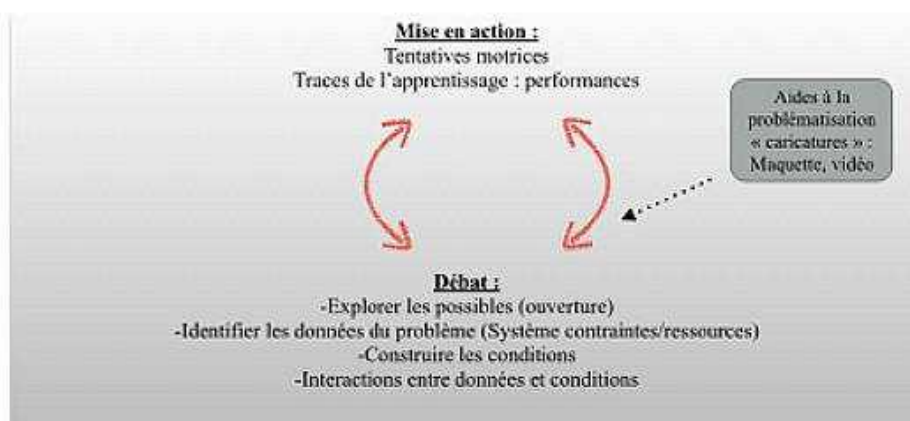 Mise en action :
Tentatives motrices
Traces de l'apprentissage : performances
Aides à la
problématisation
« caricatures » :
Maquette, vidéo
Débat :
-Explorer les possibles (ouverture)
-Identifier les données du problème (Système contraintes/ressources)
-Construire les conditions
-Interactions entre données et conditions